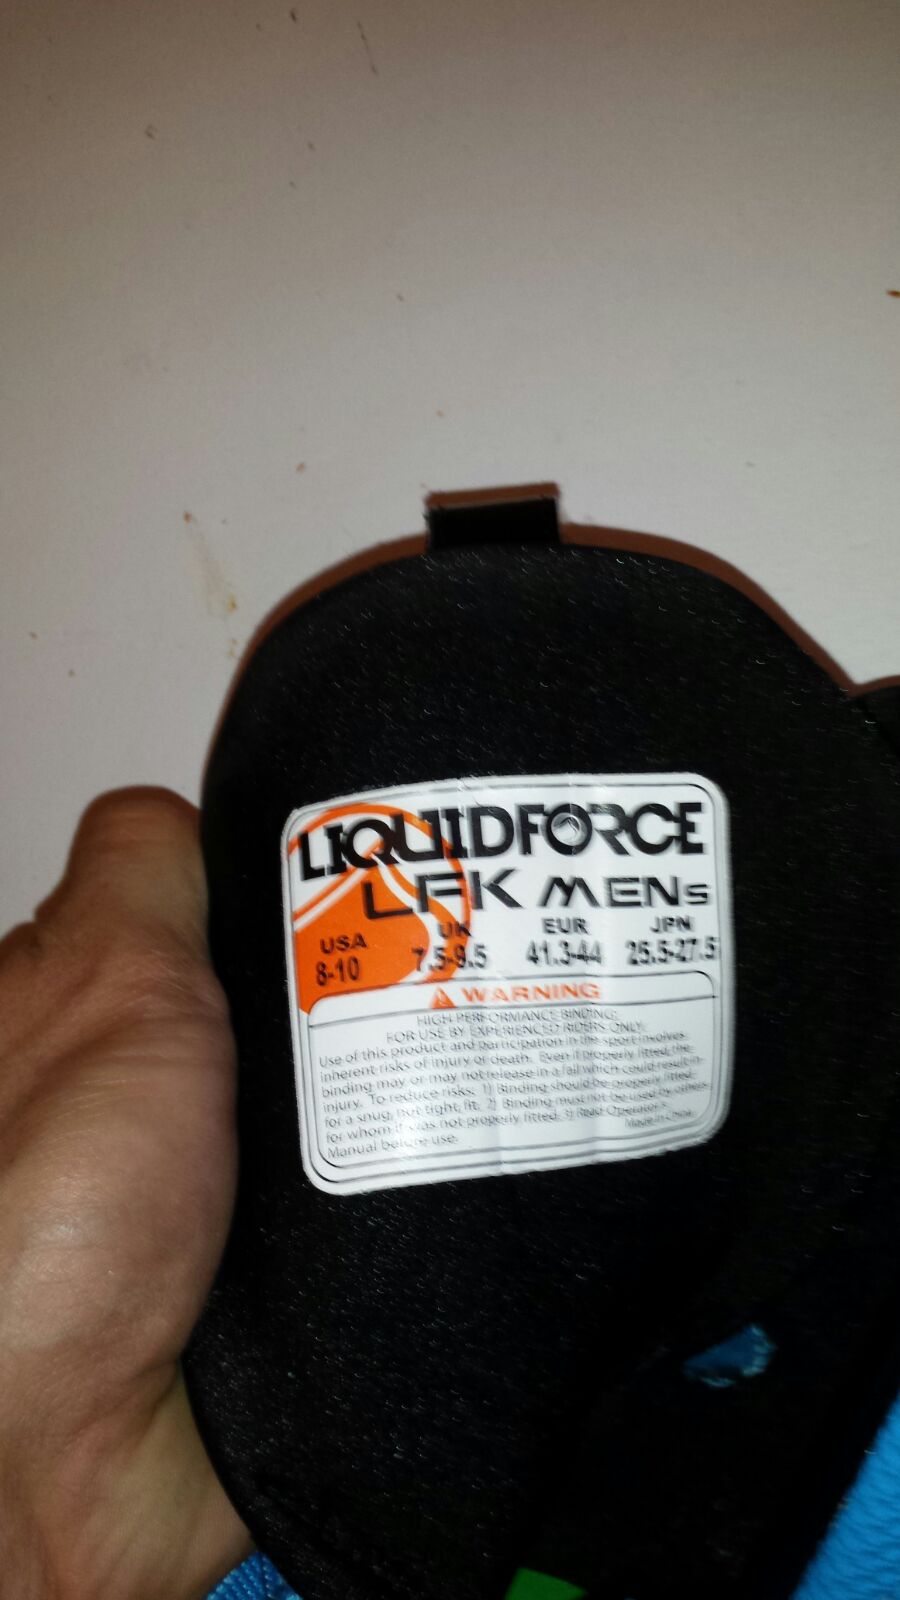 LIQUIDFORCE
LFK MENs
USA UK EUR JPN
8-10 7.5-9.5 41.3-44 25.5-27.5
WARNING
HIGH PERFORMANCE BINDING:
FOR USE BY EXPERIENCED RIDERS ONLY.
Use of this product and participation in the sport involves
inherent risks of injury or death. Even if properly fitted, the
binding may or may not release in a fall which could result in
injury. To reduce risks: 1) Binding should be properly fitted
for a snug, not tight, fit. 2) Binding must not be used by others
for whom it was not properly fitted. 3) Read Operator's
Manual before use.
Made in China